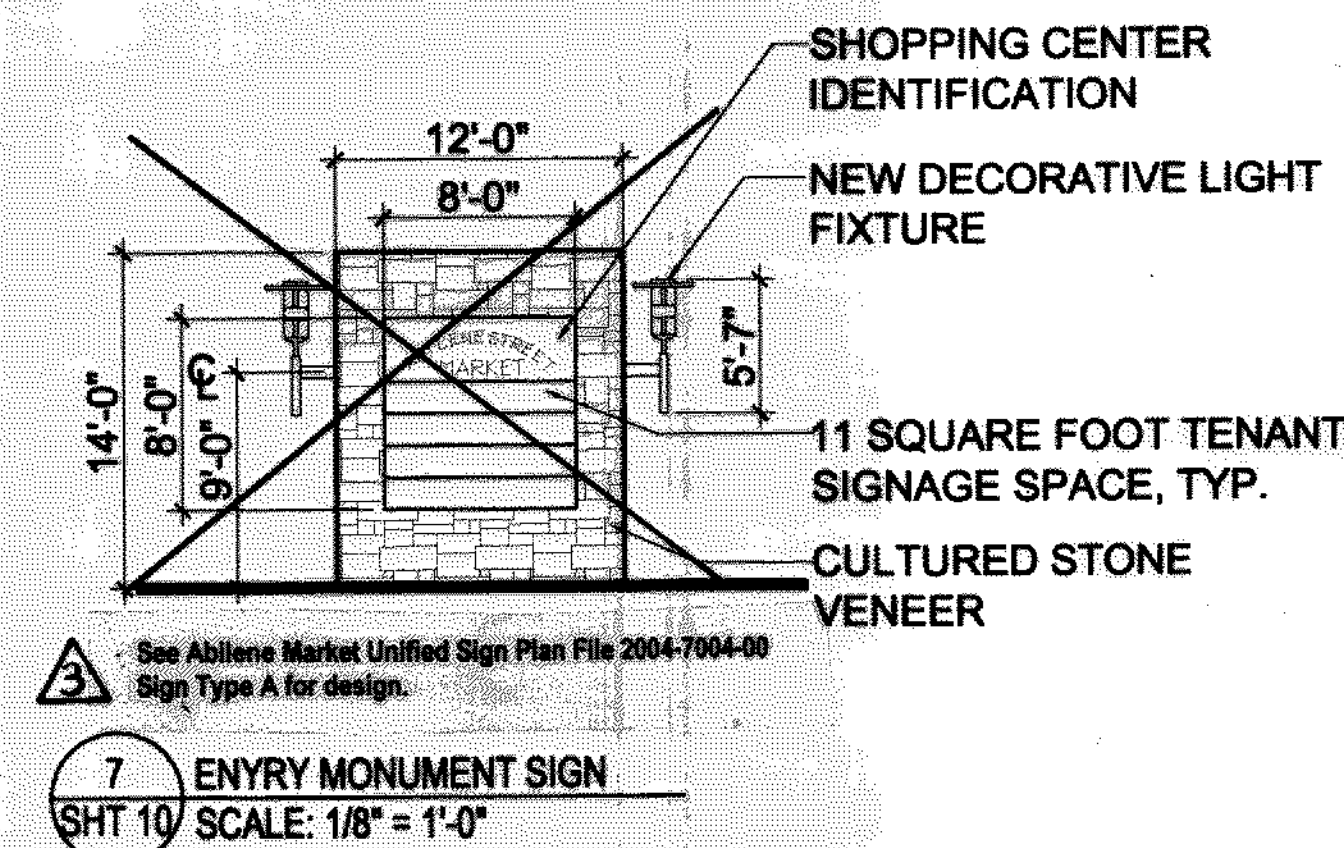 SHOPPING CENTER
IDENTIFICATION
12'-0"
8'-0"
NEW DECORATIVE LIGHT
FIXTURE
STREET
MARKET
14'-0"
8'-0"
9'-0"
5'-7"
11 SQUARE FOOT TENANT
SIGNAGE SPACE, TYP.
CULTURED STONE
VENEER
3
See Abilene Market Unified Sign Plan File 2004-7004-00
Sign Type A for design.
7
ENYRY MONUMENT SIGN
SHT 10
SCALE: 1/8" = 1'-0"